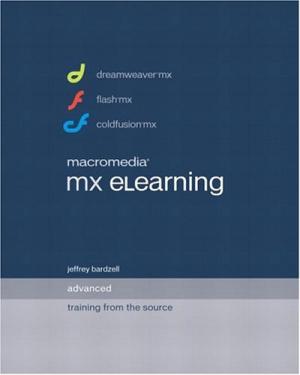 dreamweaver mx
flash mx
coldfusion mx
macromedia®
mx eLearning
jeffrey bardzell
advanced
training from the source